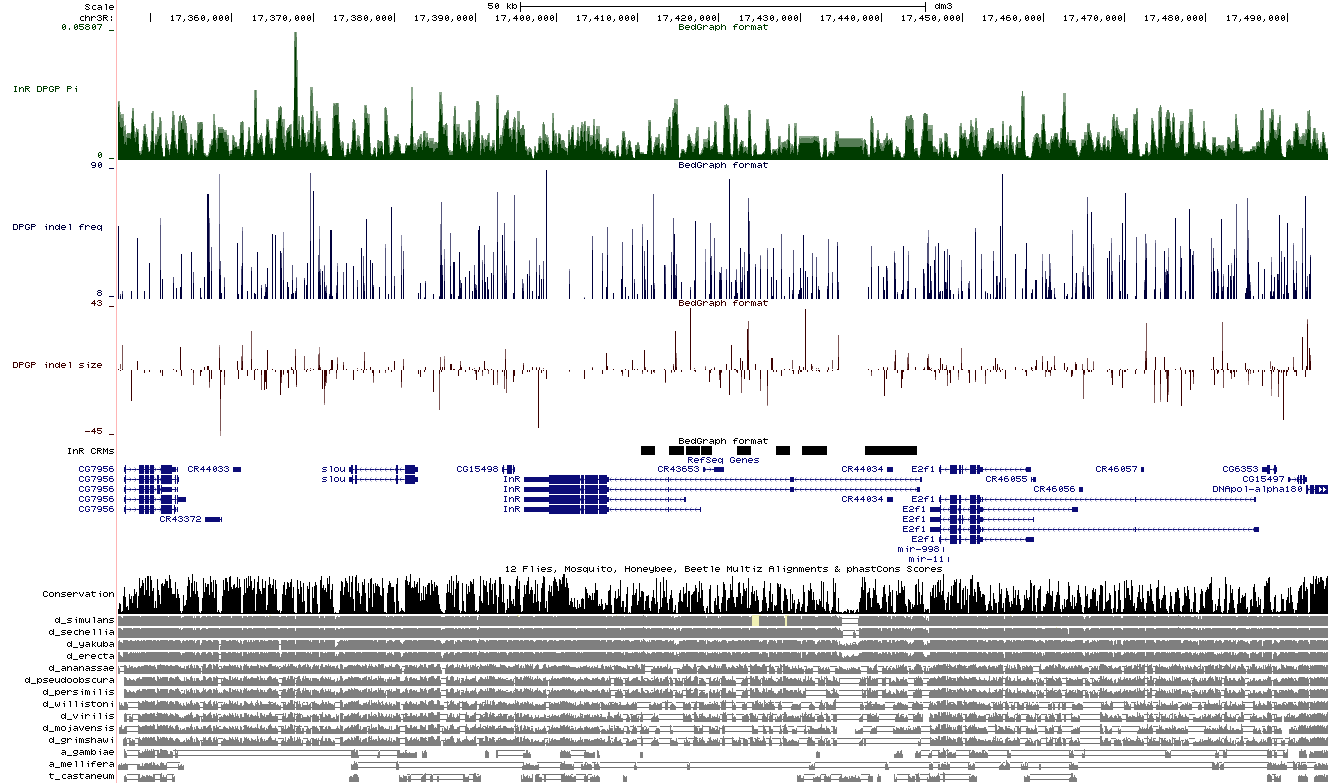 Scale 50 kb dm3
chr3R: 17,360,000 17,370,000 17,380,000 17,390,000 17,400,000 17,410,000 17,420,000 17,430,000 17,440,000 17,450,000 17,460,000 17,470,000 17,480,000 17,490,000
BedGraph format
0.05807 _
InR DPGP Pi
0 _
BedGraph format
90 _
DPGP indel freq
8 _
BedGraph format
43 _
DPGP indel size
-45 _
BedGraph format
InR CRMs
RefSeq Genes
CG7956 CR44033 slou CG15498 CR43653 CR44034 E2f1 CR46057 CG6353
CG7956 slou InR CR46055 CG15497
CG7956 InR CR46056 DNApol-alpha180
CG7956 InR CR44034 E2f1
CG7956 InR E2f1
CR43372 E2f1
E2f1
E2f1
mir-998
mir-11
12 Flies, Mosquito, Honeybee, Beetle Multiz Alignments & phastCons Scores
Conservation
d_simulans
d_sechellia
d_yakuba
d_erecta
d_ananassae
d_pseudoobscura
d_persimilis
d_willistoni
d_virilis
d_mojavensis
d_grimshawi
a_gambiae
a_mellifera
t_castaneum